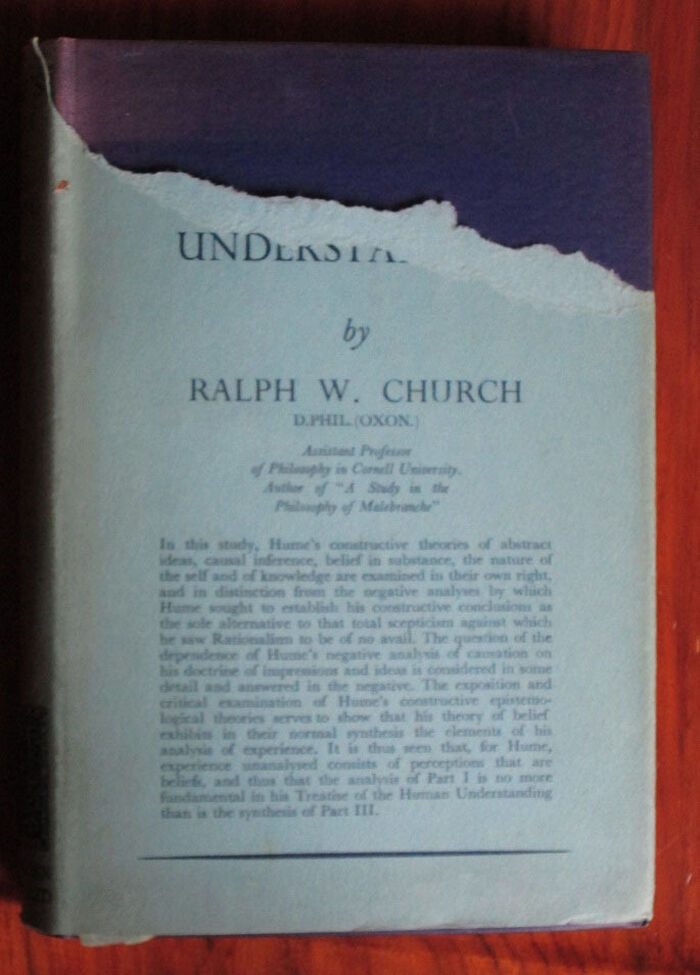 UNDERSTA
by
RALPH W. CHURCH
D.PHIL.(OXON.)
Assistant Professor
of Philosophy in Cornell University.
Author of "A Study in the
Philosophy of Malebranche"
In this study, Hume's constructive theories of abstract
ideas, causal inference, belief in substance, the nature of
the self and of knowledge are examined in their own right,
and in distinction from the negative analyses by which
Hume sought to establish his constructive conclusions as
the sole alternative to that total scepticism against which
he saw Rationalism to be of no avail. The question of the
dependence of Hume's negative analysis of causation on
his doctrine of impressions and ideas is considered in some
detail and answered in the negative. The exposition and
critical examination of Hume's constructive epistemo-
logical theories serves to show that his theory of belief
exhibits in their normal synthesis the elements of his
analysis of experience. It is thus seen that, for Hume,
experience unanalysed consists of perceptions that are
beliefs, and thus that the analysis of Part I is no more
fundamental in his Treatise of the Human Understanding
than is the synthesis of Part III.